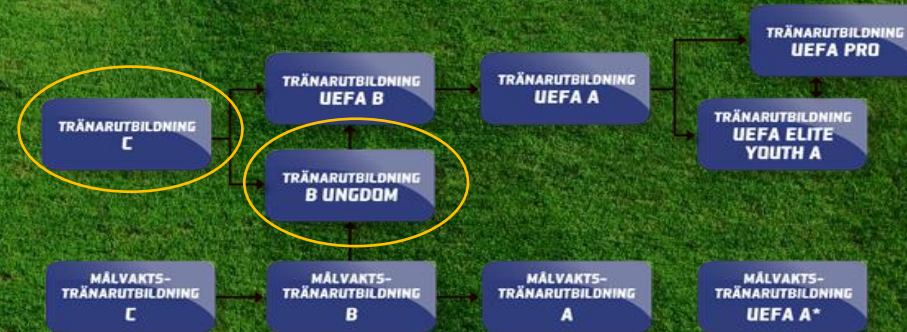 TRÄNARUTBILDNING
UEFA PRO
TRÄNARUTBILDNING
UEFA B
TRÄNARUTBILDNING
UEFA A
TRÄNARUTBILDNING
C
TRÄNARUTBILDNING
UEFA ELITE
YOUTH A
TRÄNARUTBILDNING
B UNGDOM
MÅLVAKTS-
TRÄNARUTBILDNING
C
MÅLVAKTS-
TRÄNARUTBILDNING
B
MÅLVAKTS-
TRÄNARUTBILDNING
A
MÅLVAKTS-
TRÄNARUTBILDNING
UEFA A*